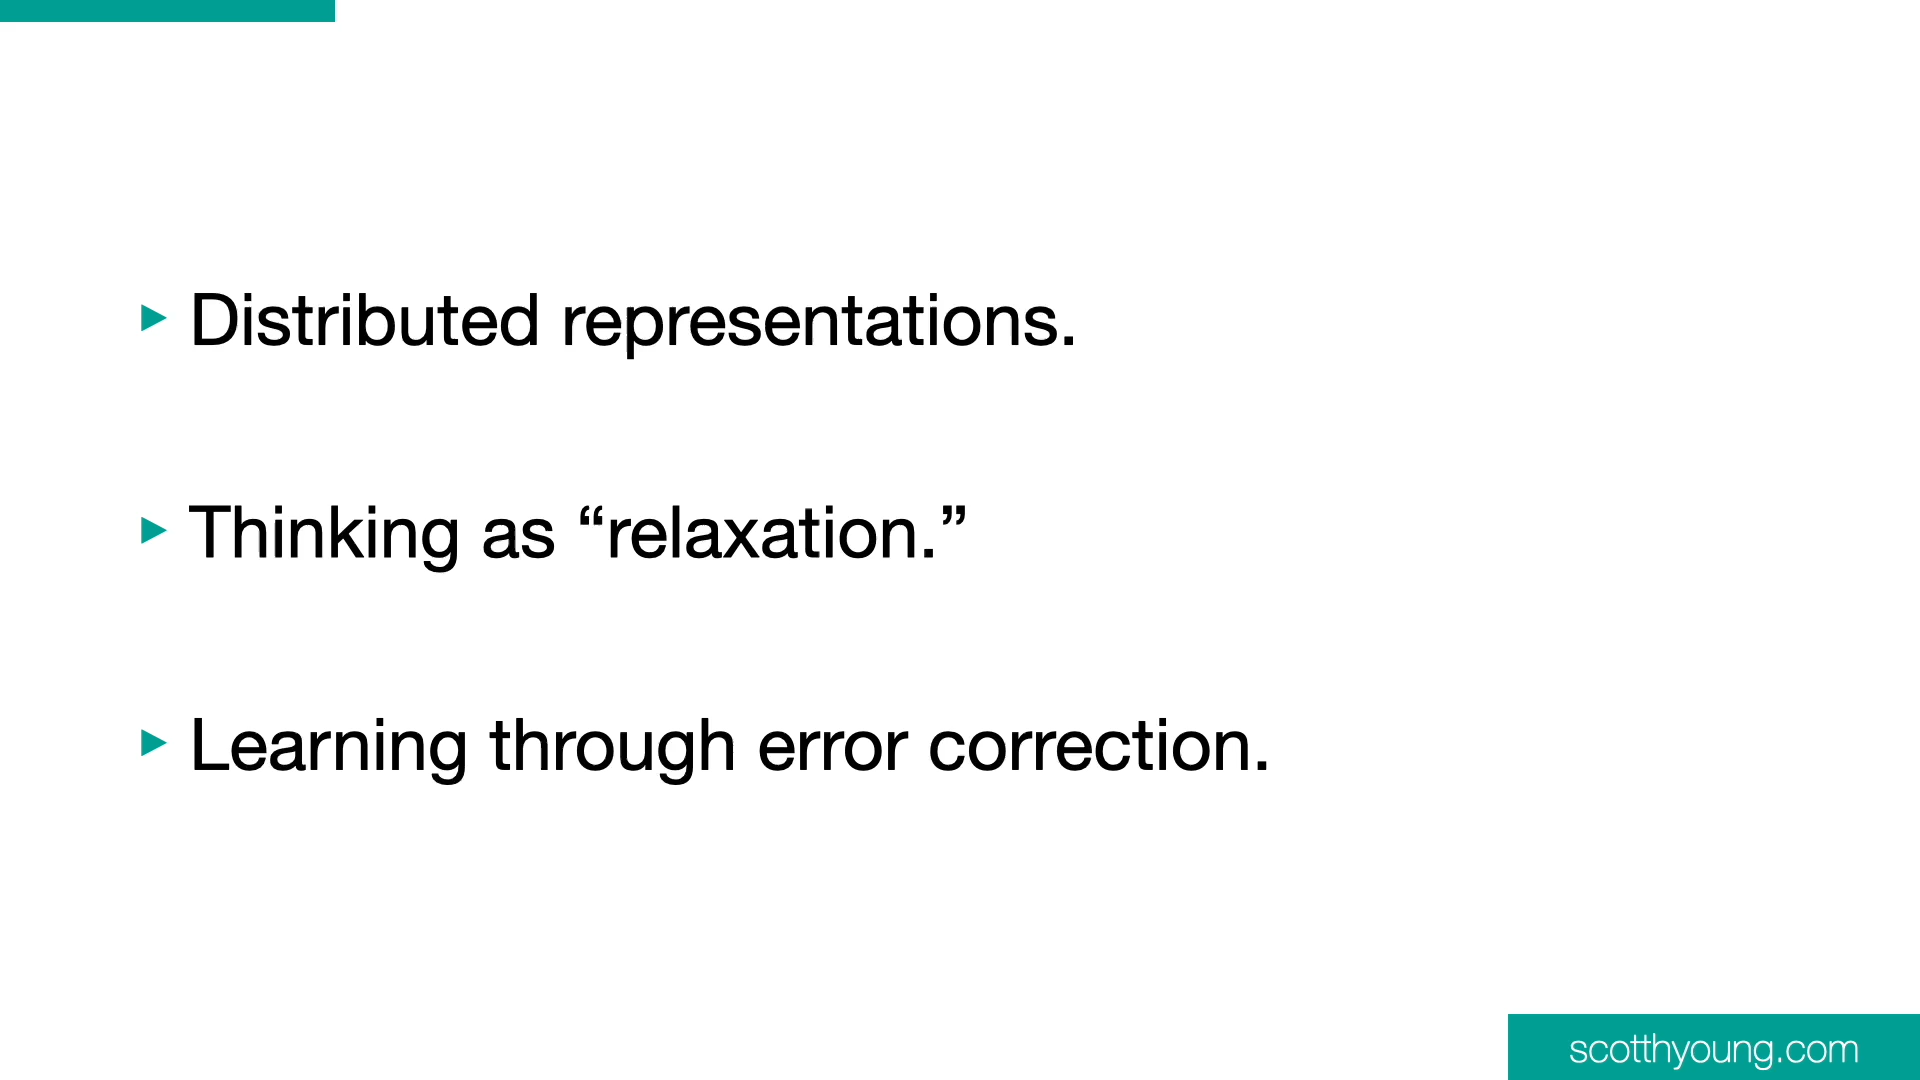 Distributed representations.
Thinking as “relaxation.”
Learning through error correction.
scotthyoung.com